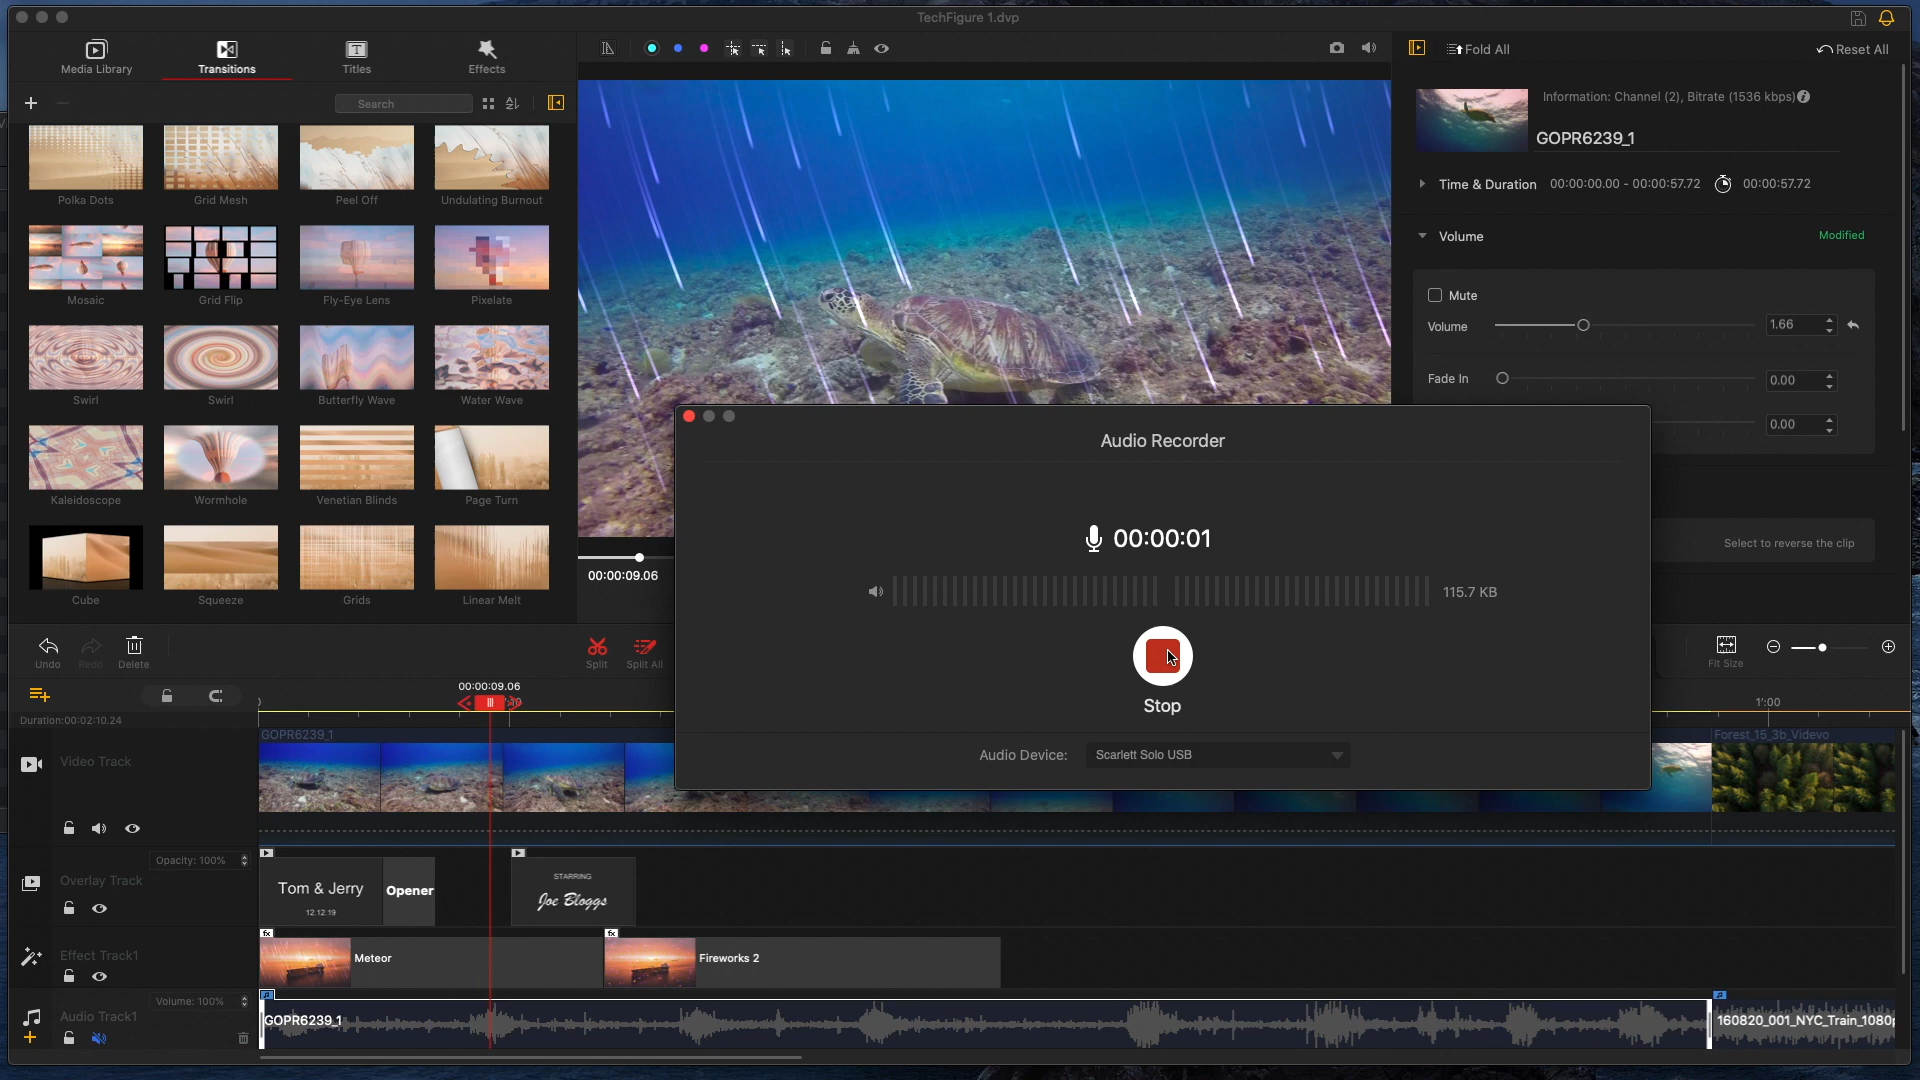 TechFigure 1.dvp
Media Library
Transitions
Titles
Effects
Search
Polka Dots
Grid Mesh
Peel Off
Undulating Burnout
Mosaic
Grid Flip
Fly-Eye Lens
Pixelate
Swirl
Swirl
Butterfly Wave
Water Wave
Kaleidoscope
Wormhole
Venetian Blinds
Page Turn
Cube
Squeeze
Grids
Linear Melt
00:00:09.06
Fold All
Reset All
Information: Channel (2), Bitrate (1536 kbps)
GOPR6239_1
Time & Duration 00:00:00.00 - 00:00:57.72 00:00:57.72
Volume
Modified
Mute
Volume
1.66
Fade In
0.00
0.00
Select to reverse the clip
Audio Recorder
00:00:01
115.7 KB
Stop
Audio Device: Scarlett Solo USB
Undo
Redo
Delete
Split
Split All
Fit Size
00:00:09.06
1'00
Duration:00:02:10.24
Video Track
GOPR6239_1
Forest_15_3b_Videvo
Opacity: 100%
Overlay Track
Tom & Jerry
12.12.19
Opener
STARRING
Joe Bloggs
Effect Track1
fx
Meteor
fx
Fireworks 2
Volume: 100%
Audio Track1
GOPR6239_1
160820_001_NYC_Train_1080p